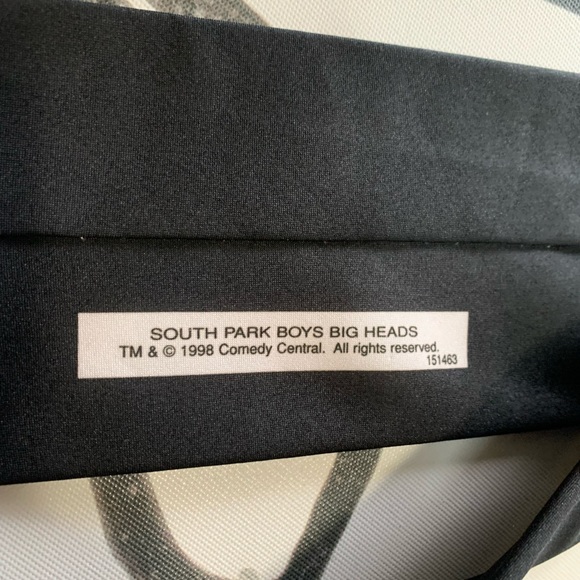 SOUTH PARK BOYS BIG HEADS
TM & © 1998 Comedy Central. All rights reserved.
151463